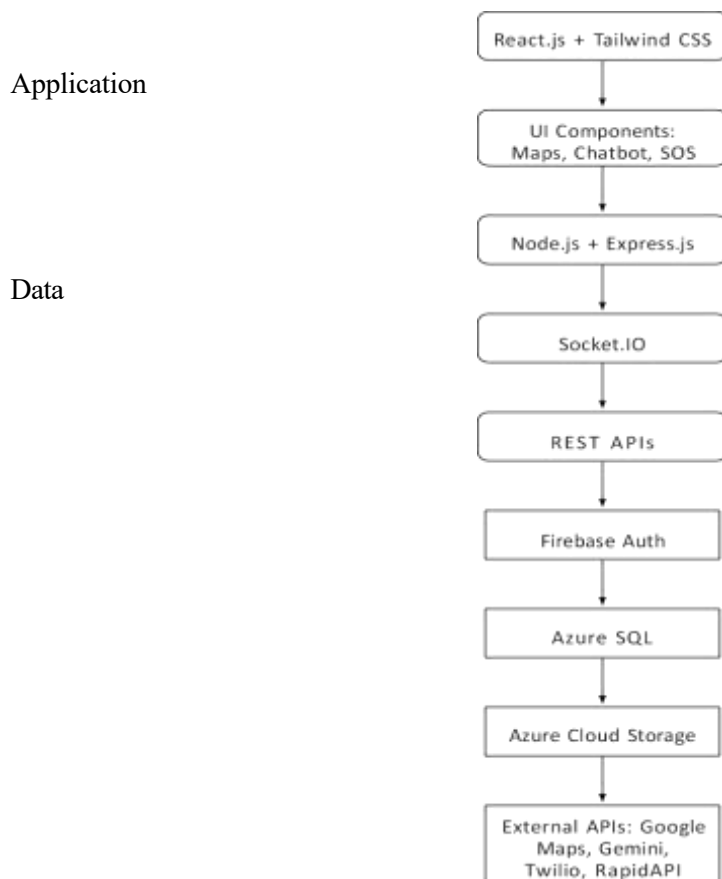 React.js + Tailwind CSS
Application
UI Components:
Maps, Chatbot, SOS
Node.js + Express.js
Data
Socket.IO
REST APIs
Firebase Auth
Azure SQL
Azure Cloud Storage
External APIs: Google
Maps, Gemini,
Twilio, RapidAPI